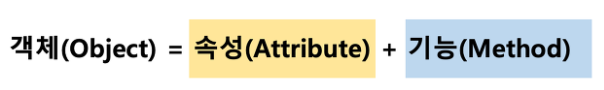 객체(Object) = 속성(Attribute) + 기능(Method)